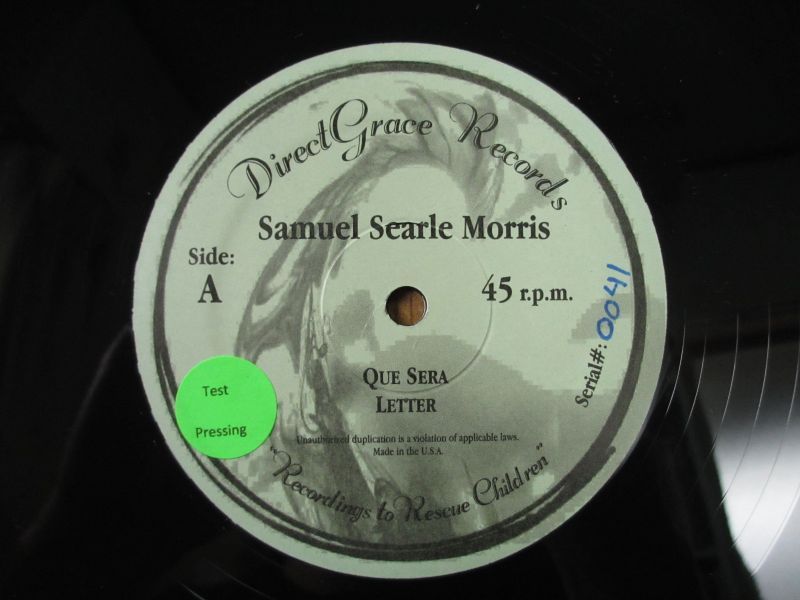 DirectGrace Records
Samuel Searle Morris
Side:
A
45 r.p.m.
Serial#: 0041
Que Sera
Letter
Test
Pressing
Unauthorized duplication is a violation of applicable laws.
Made in the U.S.A.
"Recordings to Rescue Children"